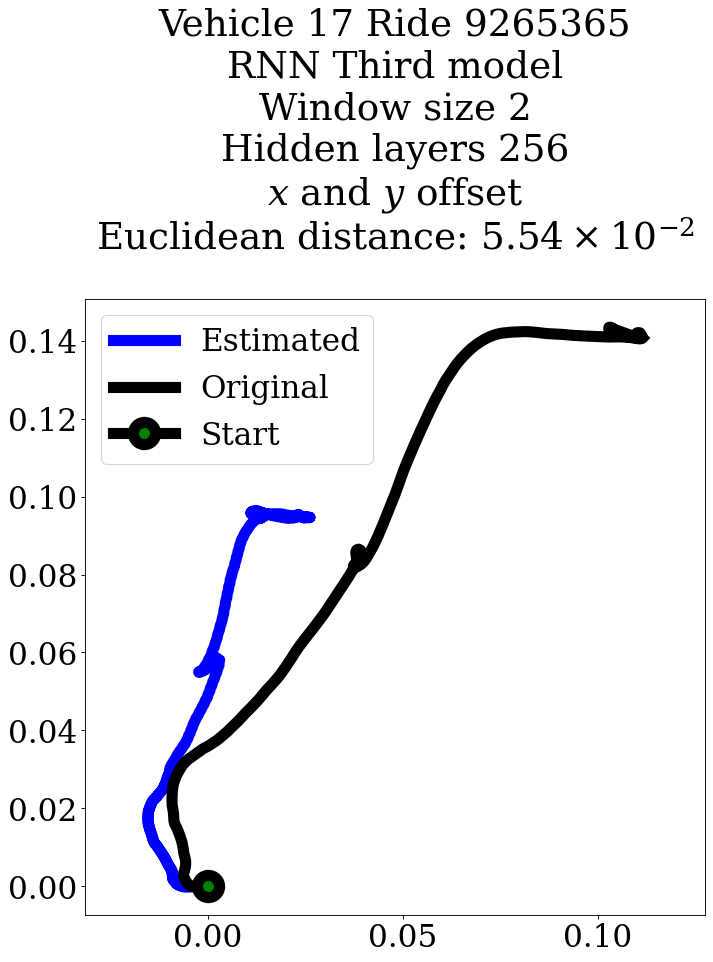 Vehicle 17 Ride 9265365
RNN Third model
Window size 2
Hidden layers 256
x and y offset
Euclidean distance: 5.54 × 10⁻²
Estimated
Original
Start
0.14
0.12
0.10
0.08
0.06
0.04
0.02
0.00
0.00 0.05 0.10